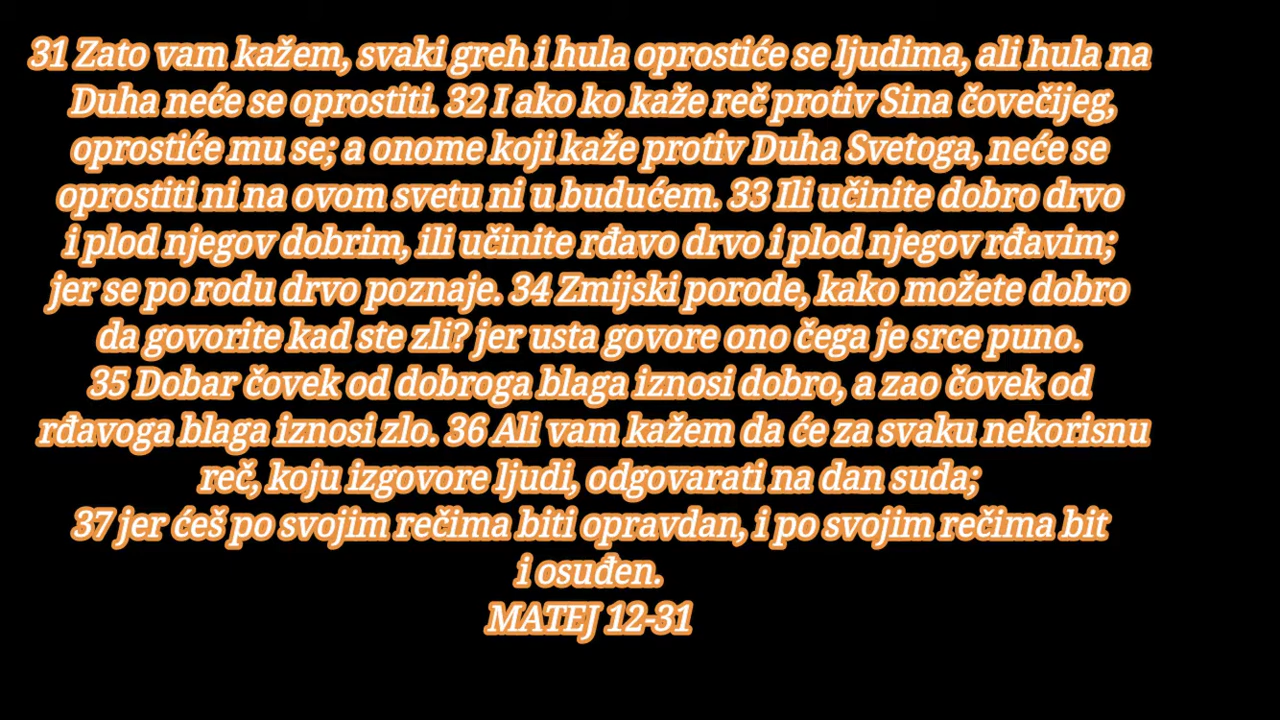 31 Zato vam kažem, svaki greh i hula oprostiće se ljudima, ali hula na
Duha neće se oprostiti. 32 I ako ko kaže reč protiv Sina čovečijeg,
oprostiće mu se; a onome koji kaže protiv Duha Svetoga, neće se
oprostiti ni na ovom svetu ni u budućem. 33 Ili učinite dobro drvo
i plod njegov dobrim, ili učinite rđavo drvo i plod njegov rđavim;
jer se po rodu drvo poznaje. 34 Zmijski porode, kako možete dobro
da govorite kad ste zli? jer usta govore ono čega je srce puno.
35 Dobar čovek od dobroga blaga iznosi dobro, a zao čovek od
rđavoga blaga iznosi zlo. 36 Ali vam kažem da će za svaku nekorisnu
reč, koju izgovore ljudi, odgovarati na dan suda;
37 jer ćeš po svojim rečima biti opravdan, i po svojim rečima bit
i osuđen.
MATEJ 12-31